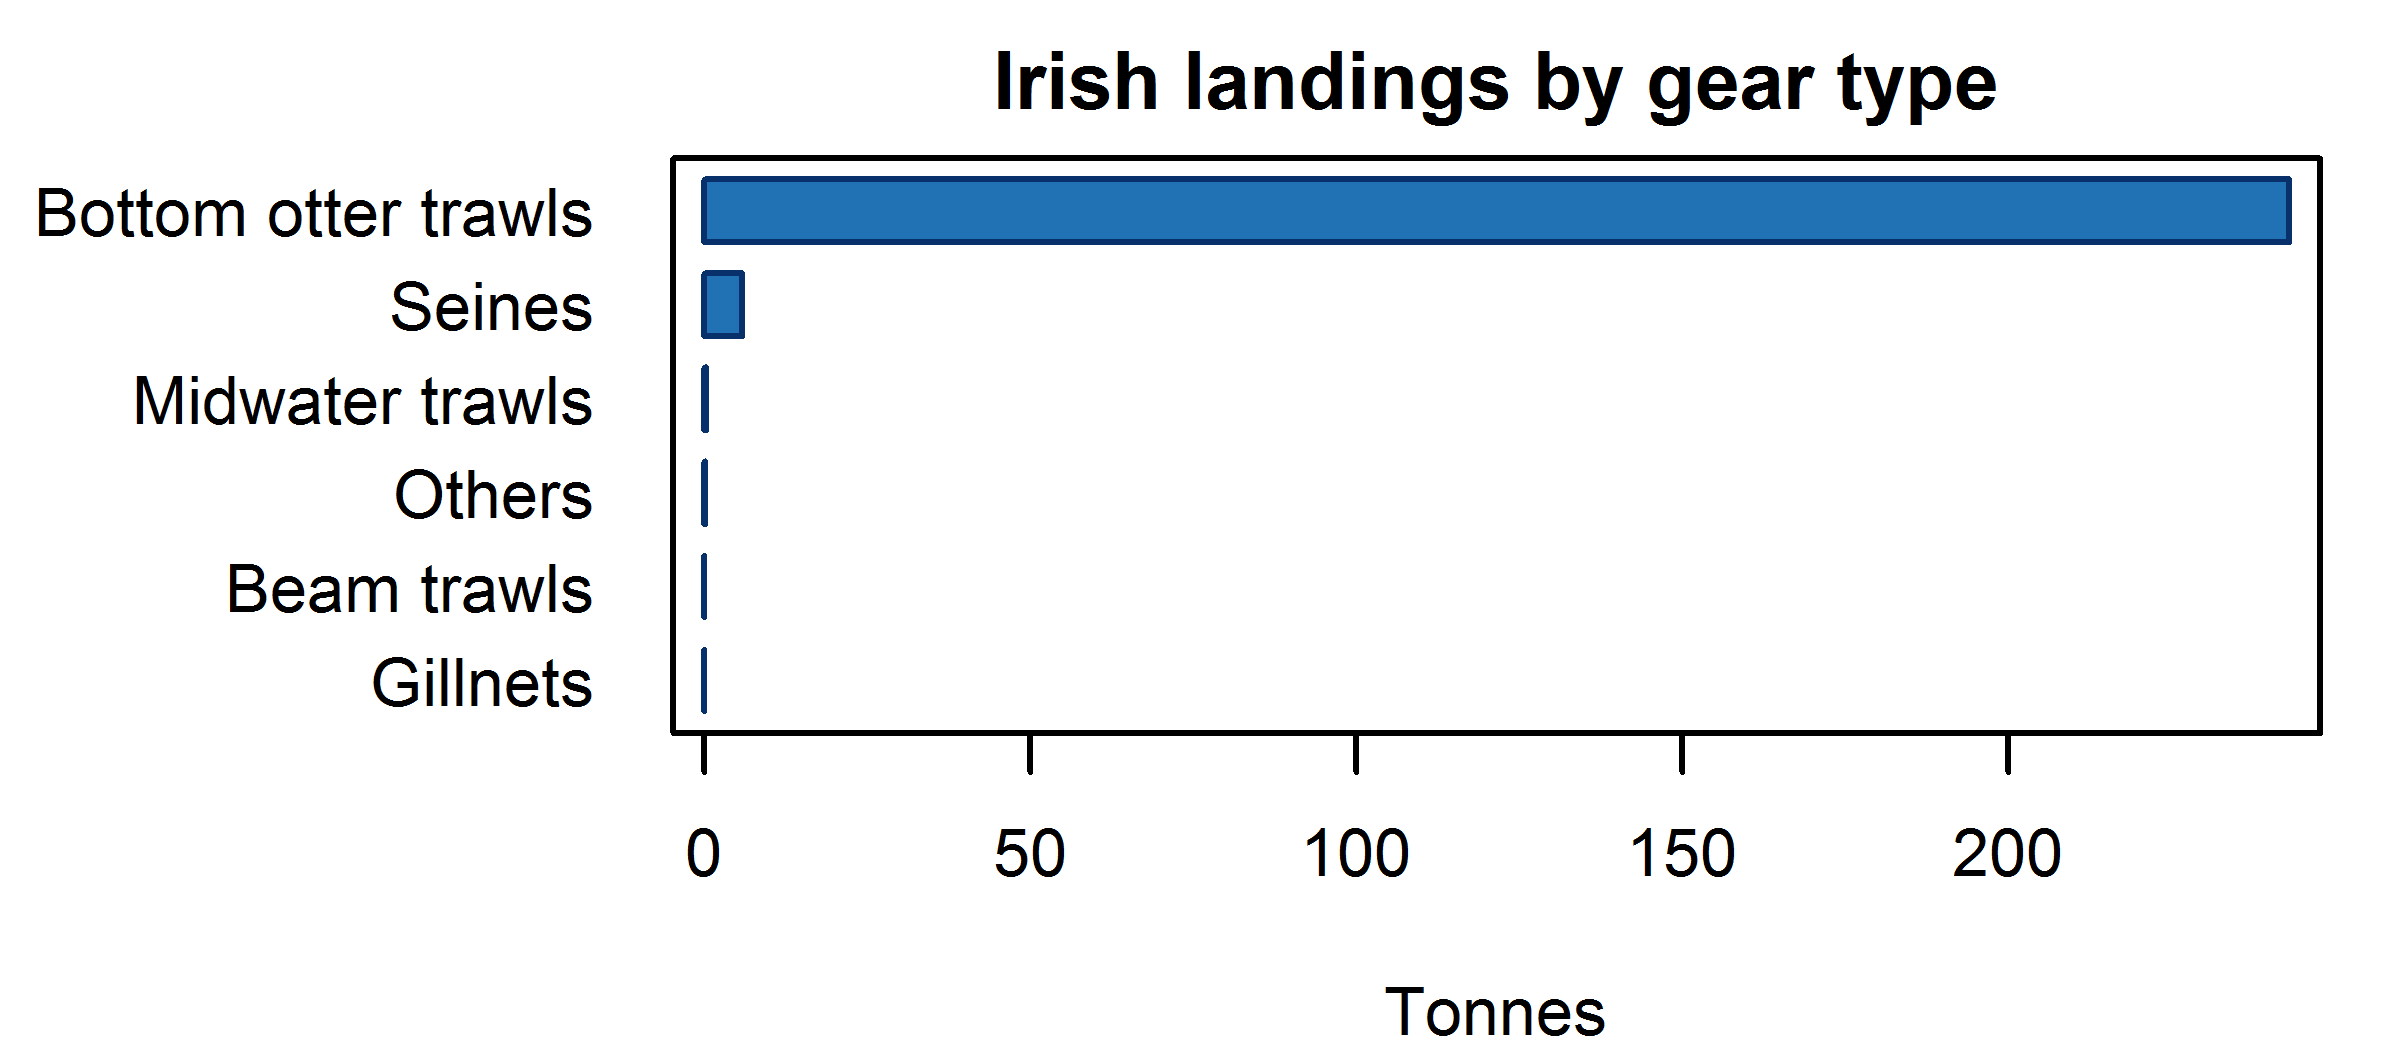 Irish landings by gear type
Bottom otter trawls
Seines
Midwater trawls
Others
Beam trawls
Gillnets
0 50 100 150 200
Tonnes